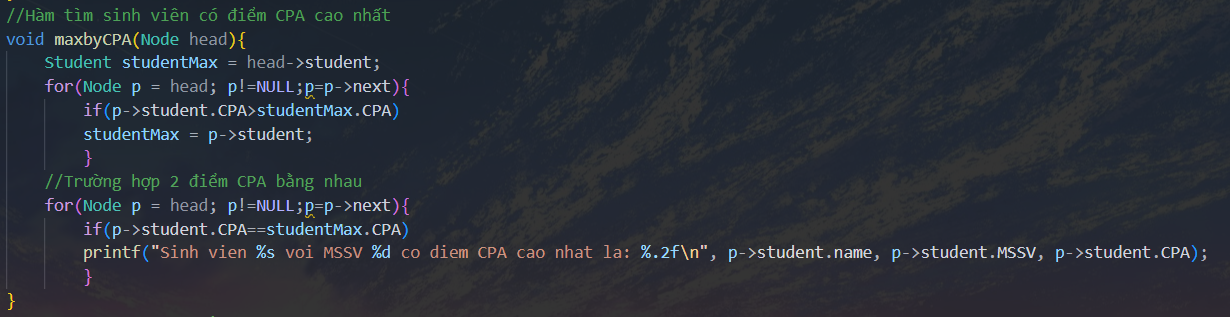 //Hàm tìm sinh viên có điểm CPA cao nhất
void maxbyCPA(Node head){
    Student studentMax = head->student;
    for(Node p = head; p!=NULL;p=p->next){
        if(p->student.CPA>studentMax.CPA)
        studentMax = p->student;
        }
    //Trường hợp 2 điểm CPA bằng nhau
    for(Node p = head; p!=NULL;p=p->next){
        if(p->student.CPA==studentMax.CPA)
        printf("Sinh vien %s voi MSSV %d co diem CPA cao nhat la: %.2f\n", p->student.name, p->student.MSSV, p->student.CPA);
        }
}